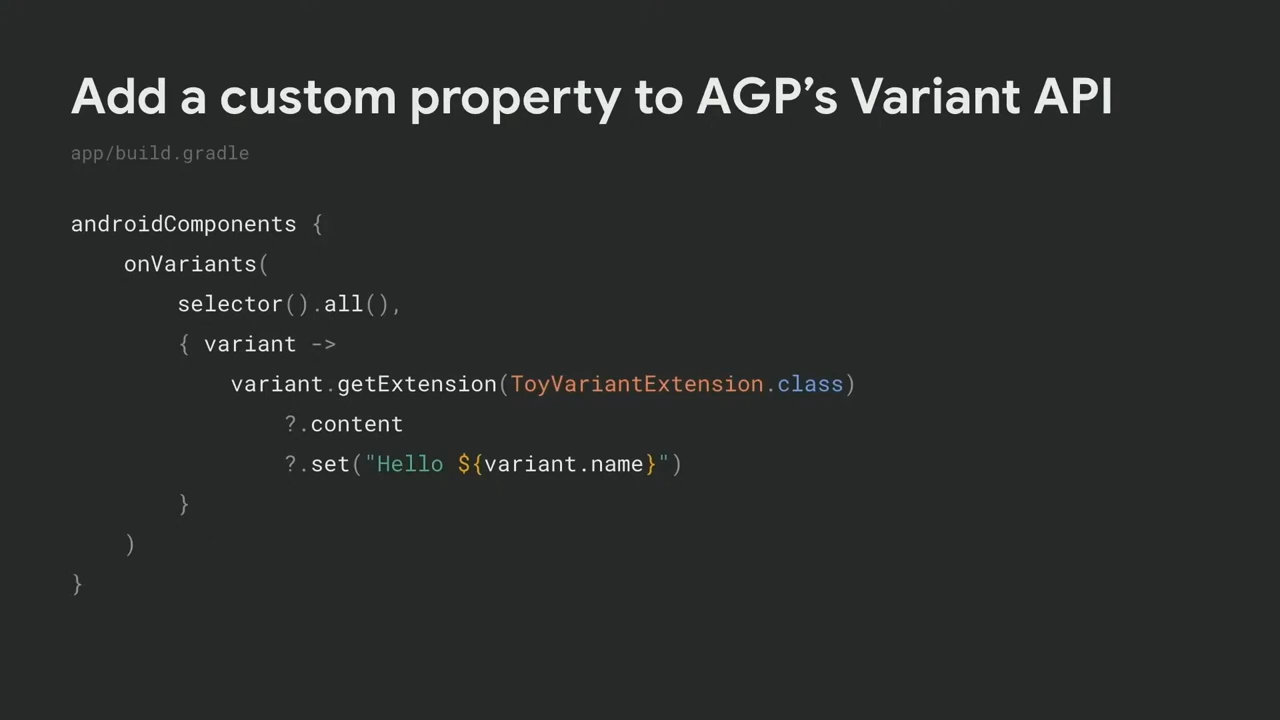 Add a custom property to AGP’s Variant API
app/build.gradle
androidComponents {
    onVariants(
        selector().all(),
        { variant ->
            variant.getExtension(ToyVariantExtension.class)
                ?.content
                ?.set("Hello ${variant.name}")
        }
    )
}